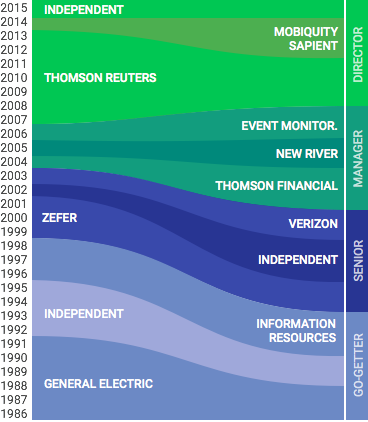 2015
2014
2013
2012
2011
2010
2009
2008
2007
2006
2005
2004
2003
2002
2001
2000
1999
1998
1997
1996
1995
1994
1993
1992
1991
1990
1989
1988
1987
1986
INDEPENDENT
MOBIQUITY
SAPIENT
THOMSON REUTERS
EVENT MONITOR.
NEW RIVER
THOMSON FINANCIAL
ZEFER
VERIZON
INDEPENDENT
INFORMATION
RESOURCES
INDEPENDENT
GENERAL ELECTRIC
DIRECTOR
MANAGER
SENIOR
GO-GETTER